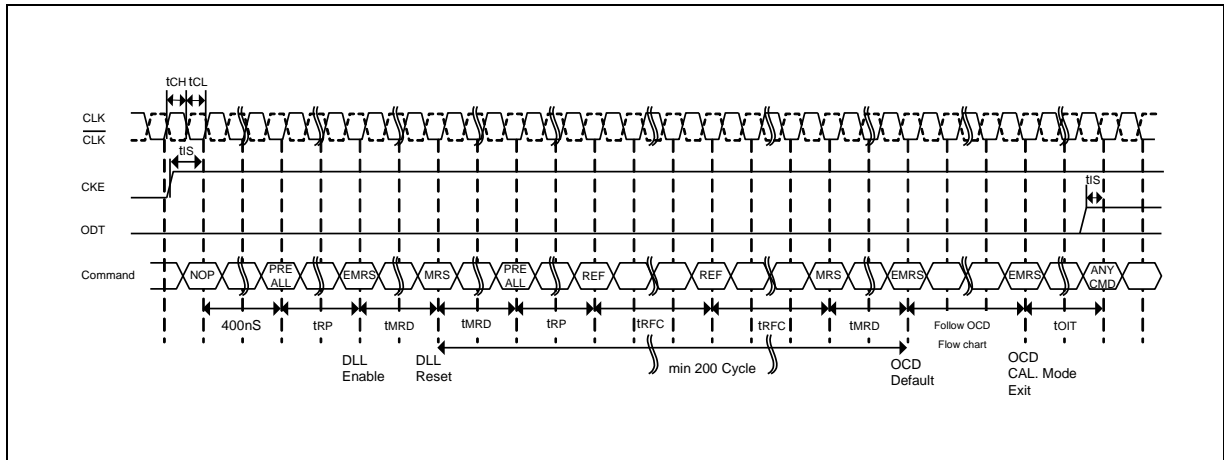 tCH tCL
CLK
CLK
tIS
CKE
tIS
ODT
Command
NOP
PRE
ALL
EMRS
MRS
PRE
ALL
REF
REF
MRS
EMRS
EMRS
ANY
CMD
400nS
tRP
tMRD
tMRD
tRP
tRFC
tRFC
tMRD
Follow OCD
Flow chart
tOIT
DLL
Enable
DLL
Reset
min 200 Cycle
OCD
Default
OCD
CAL. Mode
Exit